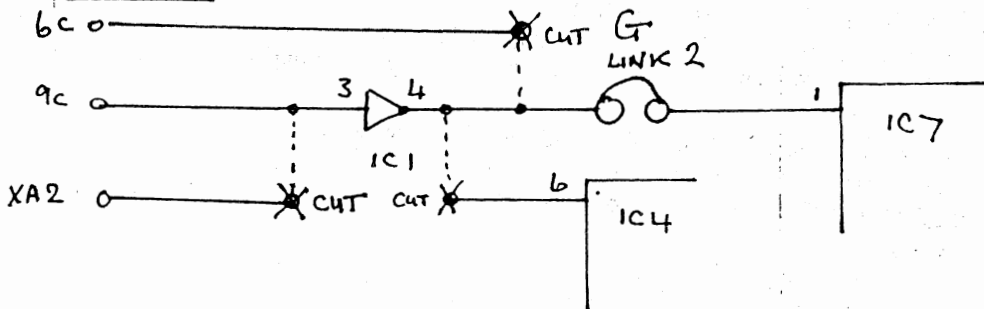 6C CUT G
LINK 2
9C 3 4 1
IC7
IC1
XA2 CUT CUT 6
IC4